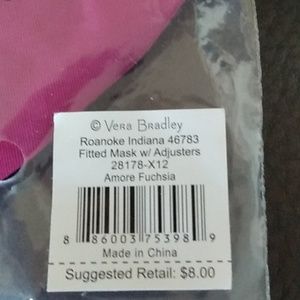 © Vera Bradley
Roanoke Indiana 46783
Fitted Mask w/ Adjusters
28178-X12
Amore Fuchsia
8 86003 75398 9
Made in China
Suggested Retail: $8.00